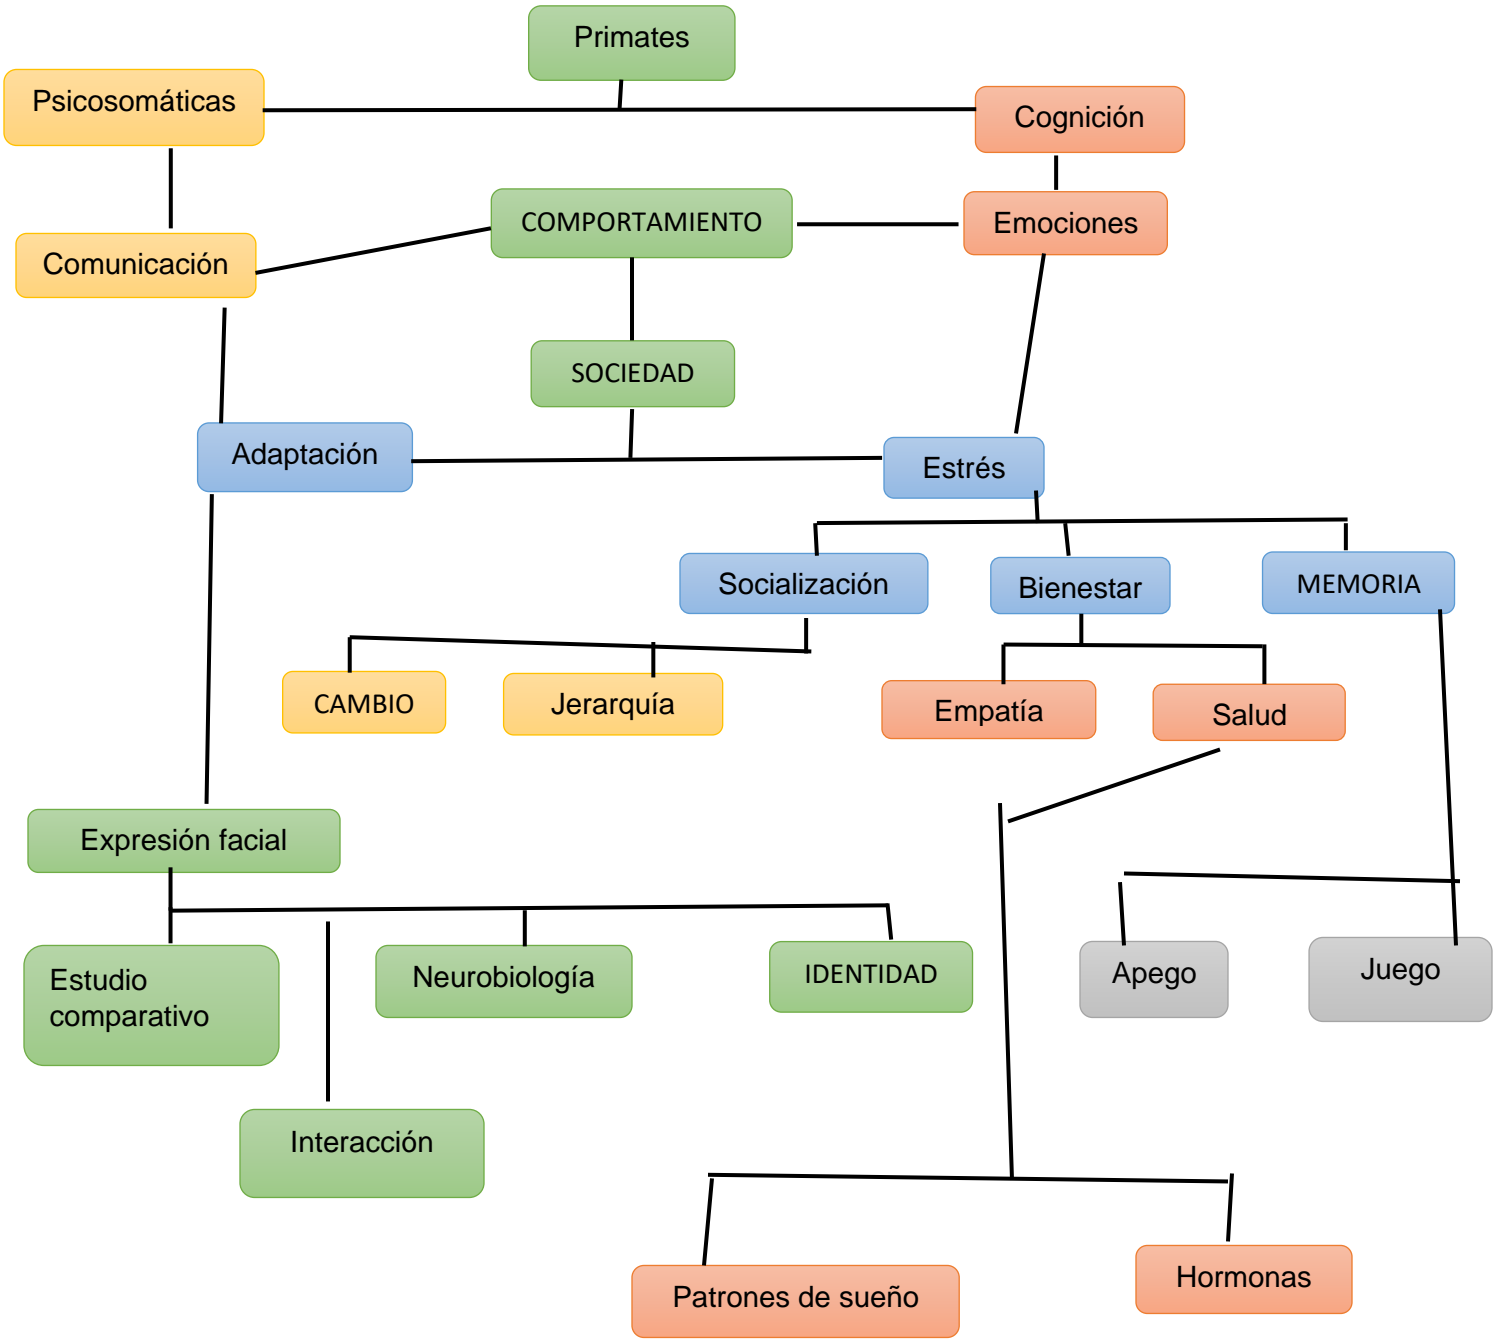 Primates
Psicosomáticas
Cognición
COMPORTAMIENTO
Emociones
Comunicación
SOCIEDAD
Adaptación
Estrés
Socialización
Bienestar
MEMORIA
CAMBIO
Jerarquía
Empatía
Salud
Expresión facial
Estudio
comparativo
Neurobiología
IDENTIDAD
Apego
Juego
Interacción
Patrones de sueño
Hormonas